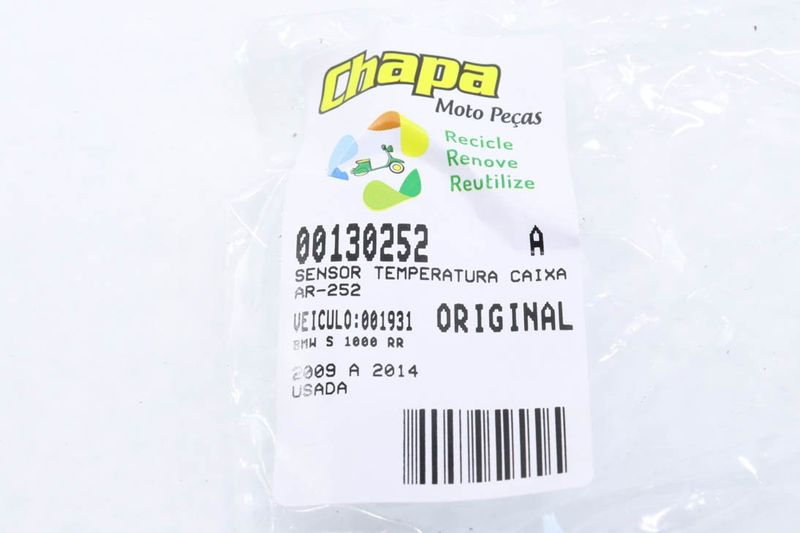 Chapa
Moto Peças
Recicle
Renove
Reutilize
00130252 A
SENSOR TEMPERATURA CAIXA
AR-252
VEICULO:001931 ORIGINAL
BMW S 1000 RR
2009 A 2014
USADA